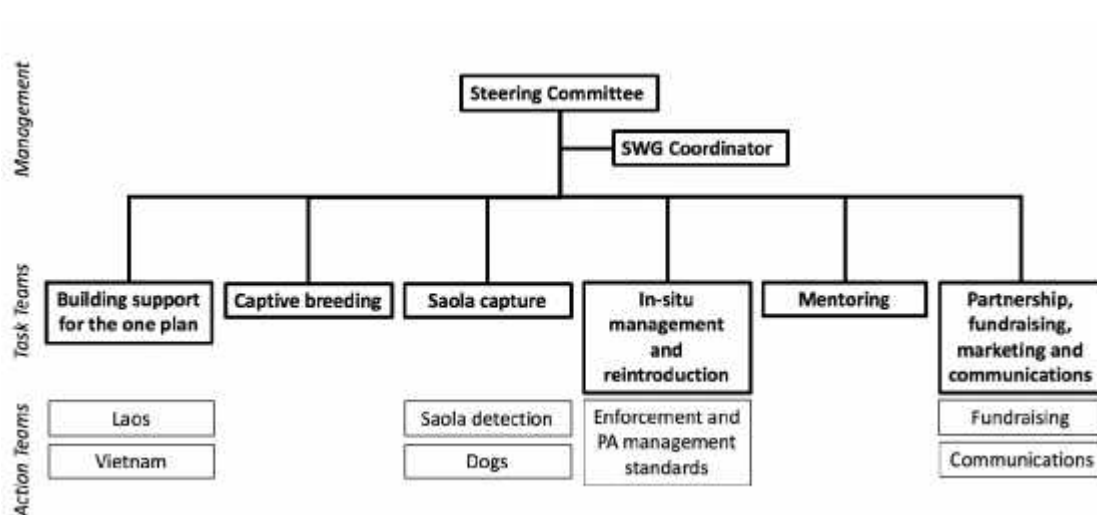 Management
Steering Committee
SWG Coordinator
Task Teams
Building support
for the one plan
Captive breeding
Saola capture
In-situ
management
and
reintroduction
Mentoring
Partnership,
fundraising,
marketing and
communications
Action Teams
Laos
Vietnam
Saola detection
Dogs
Enforcement and
PA management
standards
Fundraising
Communications